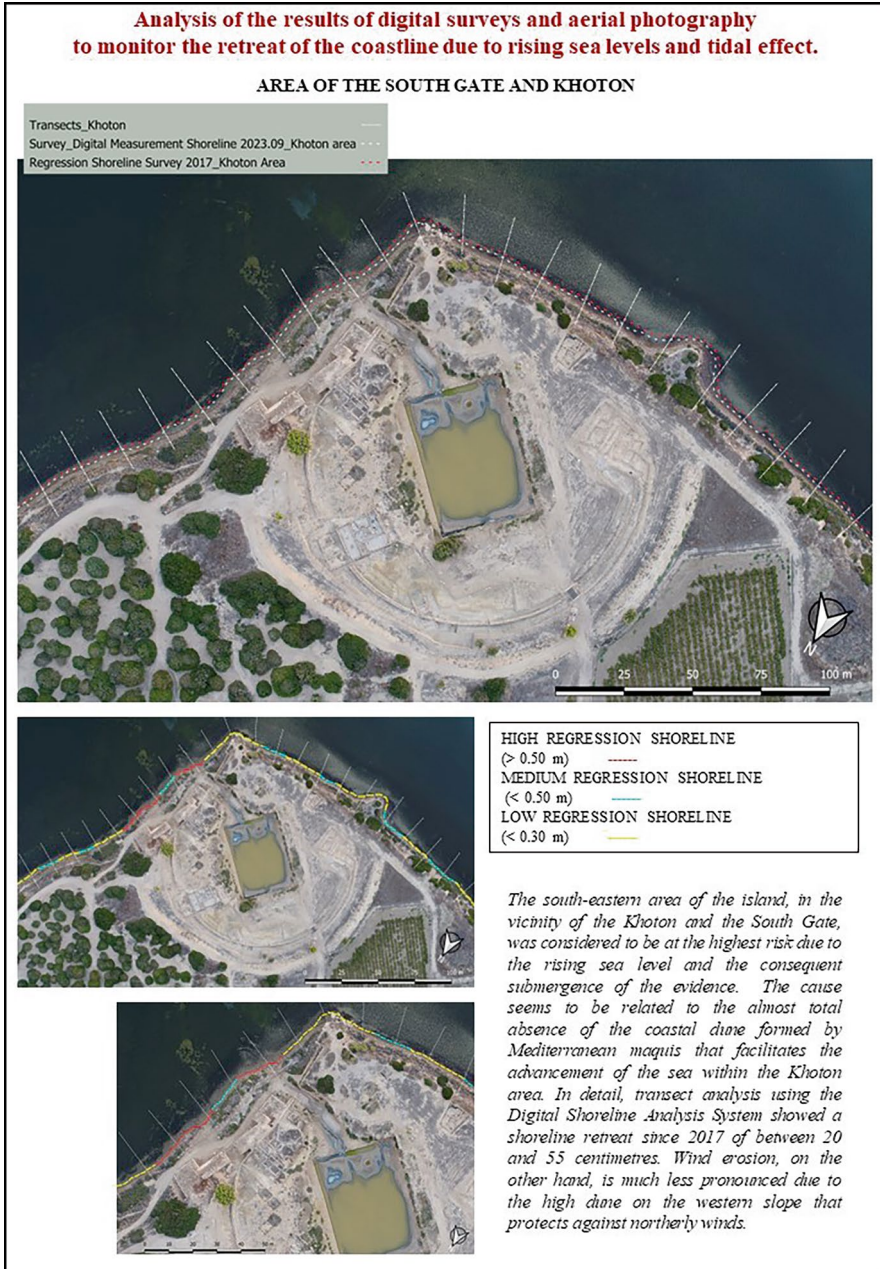 Analysis of the results of digital surveys and aerial photography
to monitor the retreat of the coastline due to rising sea levels and tidal effect.
AREA OF THE SOUTH GATE AND KHOTON
Transects_Khoton
Survey_Digital Measurement Shoreline 2023.09_Khoton area
Regression Shoreline Survey 2017_Khoton Area
N
0 25 50 75 100 m
HIGH REGRESSION SHORELINE
(> 0.50 m)
MEDIUM REGRESSION SHORELINE
(< 0.50 m)
LOW REGRESSION SHORELINE
(< 0.30 m)
The south-eastern area of the island, in the
vicinity of the Khoton and the South Gate,
was considered to be at the highest risk due to
the rising sea level and the consequent
submergence of the evidence. The cause
seems to be related to the almost total
absence of the coastal dune formed by
Mediterranean maquis that facilitates the
advancement of the sea within the Khoton
area. In detail, transect analysis using the
Digital Shoreline Analysis System showed a
shoreline retreat since 2017 of between 20
and 55 centimetres. Wind erosion, on the
other hand, is much less pronounced due to
the high dune on the western slope that
protects against northerly winds.